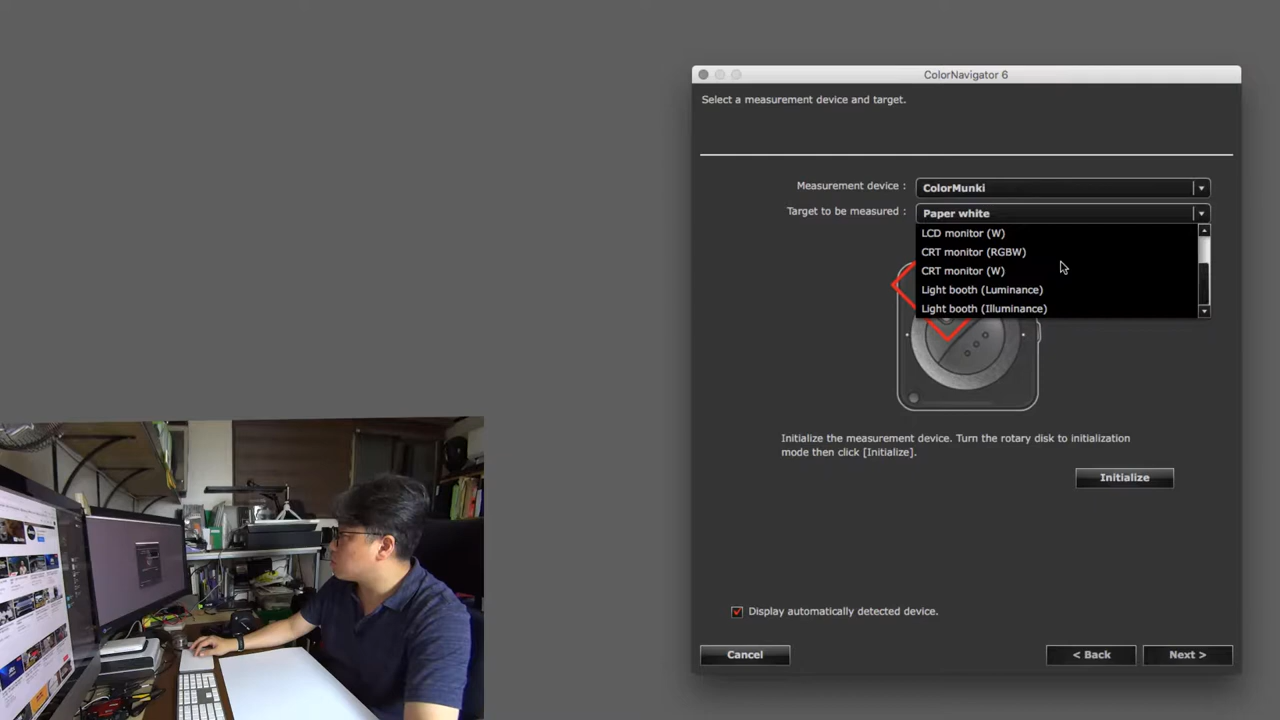 ColorNavigator 6
Select a measurement device and target.
Measurement device :
ColorMunki
Target to be measured :
Paper white
LCD monitor (W)
CRT monitor (RGBW)
CRT monitor (W)
Light booth (Luminance)
Light booth (Illuminance)
Initialize the measurement device. Turn the rotary disk to initialization
mode then click [Initialize].
Initialize
Display automatically detected device.
Cancel
< Back
Next >